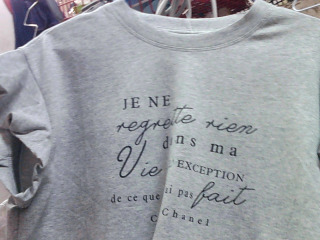 JE NE
regrette rien
dans ma
Vie EXCEPTION
de ce que j'ai pas fait
C Chanel